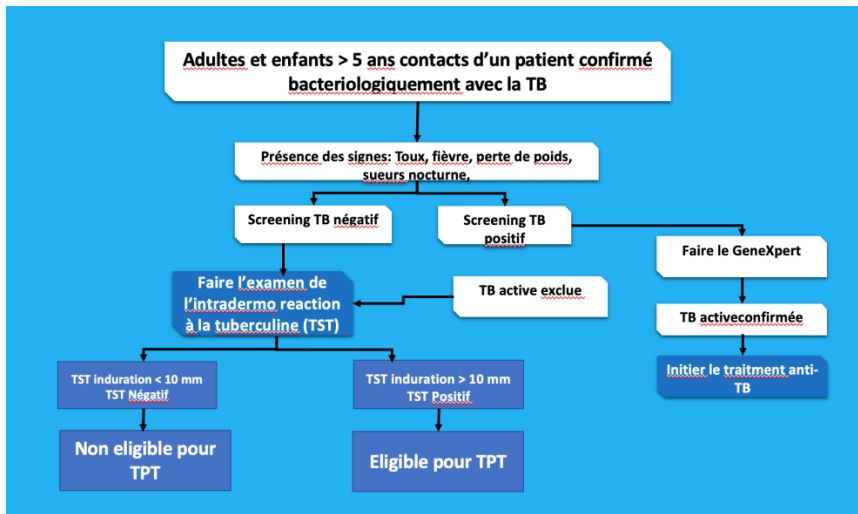 Adultes et enfants > 5 ans contacts d'un patient confirmé
bacteriologiquement avec la TB
Présence des signes: Toux, fièvre, perte de poids,
sueurs nocturne,
Screening TB négatif
Screening TB
positif
Faire le GeneXpert
Faire l'examen de
l'intradermo reaction
à la tuberculine (TST)
TB active exclue
TB activeconfirmée
Initier le traitement anti-
TB
TST induration < 10 mm
TST Négatif
TST induration > 10 mm
TST Positif
Non eligible pour
TPT
Eligible pour TPT